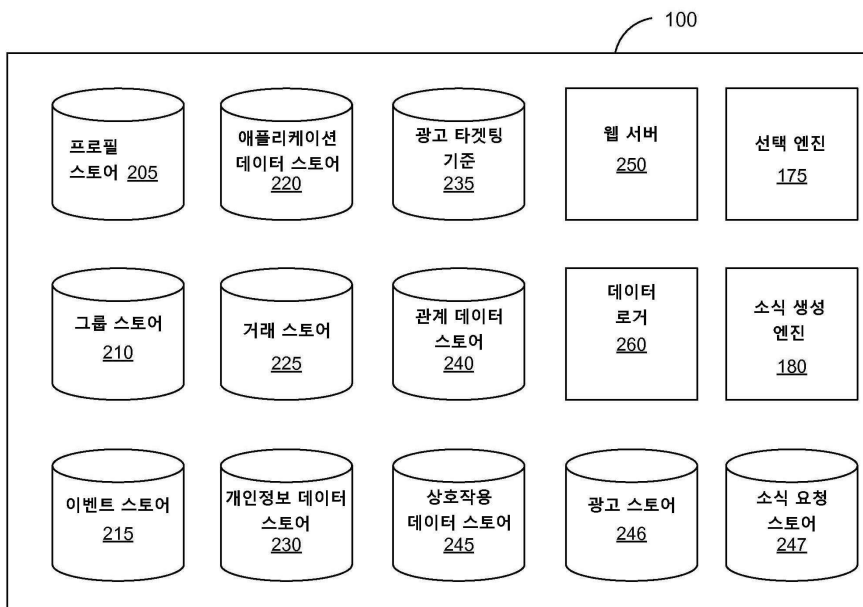 100
프로필
스토어 205
애플리케이션
데이터 스토어
220
광고 타겟팅
기준
235
웹 서버
250
선택 엔진
175
그룹 스토어
210
거래 스토어
225
관계 데이터
스토어
240
데이터
로거
260
소식 생성
엔진
180
이벤트 스토어
215
개인정보 데이터
스토어
230
상호작용
데이터 스토어
245
광고 스토어
246
소식 요청
스토어
247